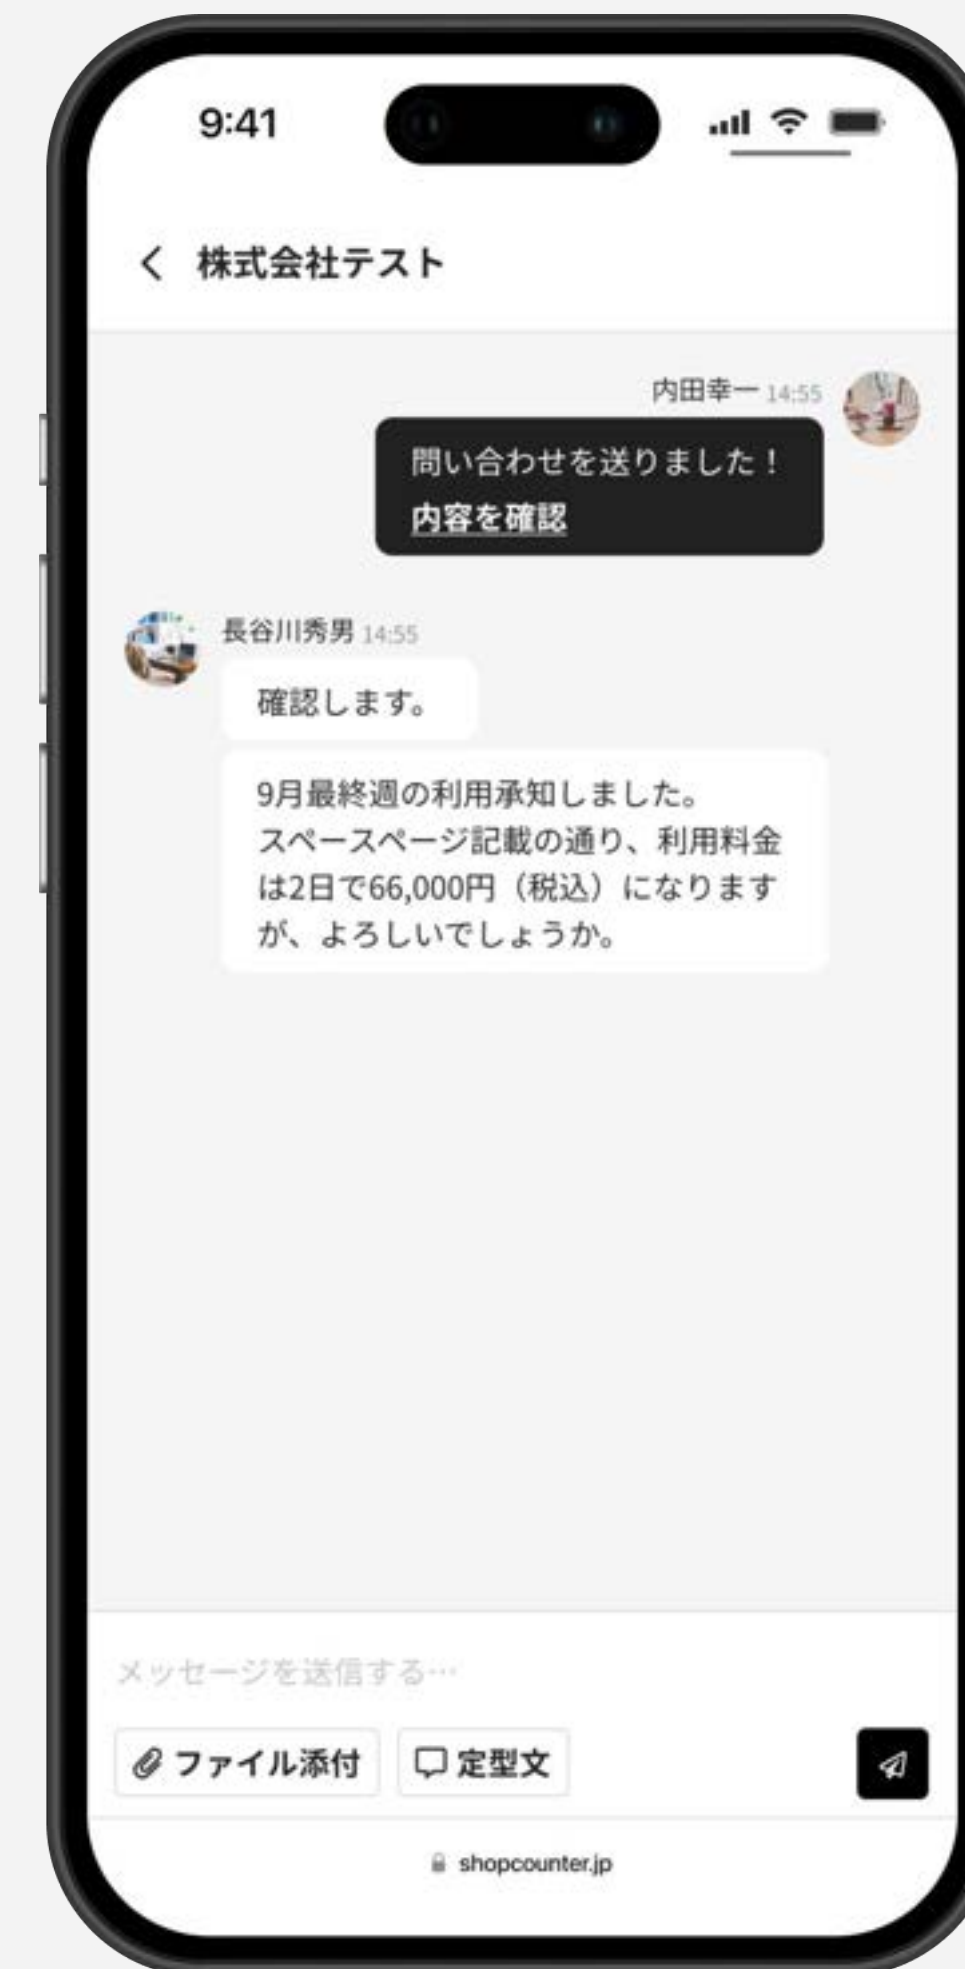 9:41
株式会社テスト
内田幸一 14:55
問い合わせを送りました！
内容を確認
長谷川秀男 14:55
確認します。
9月最終週の利用承知しました。
スペースページ記載の通り、利用料金
は2日で66,000円（税込）になります
が、よろしいでしょうか。
メッセージを送信する…
ファイル添付
定型文
shopcounter.jp